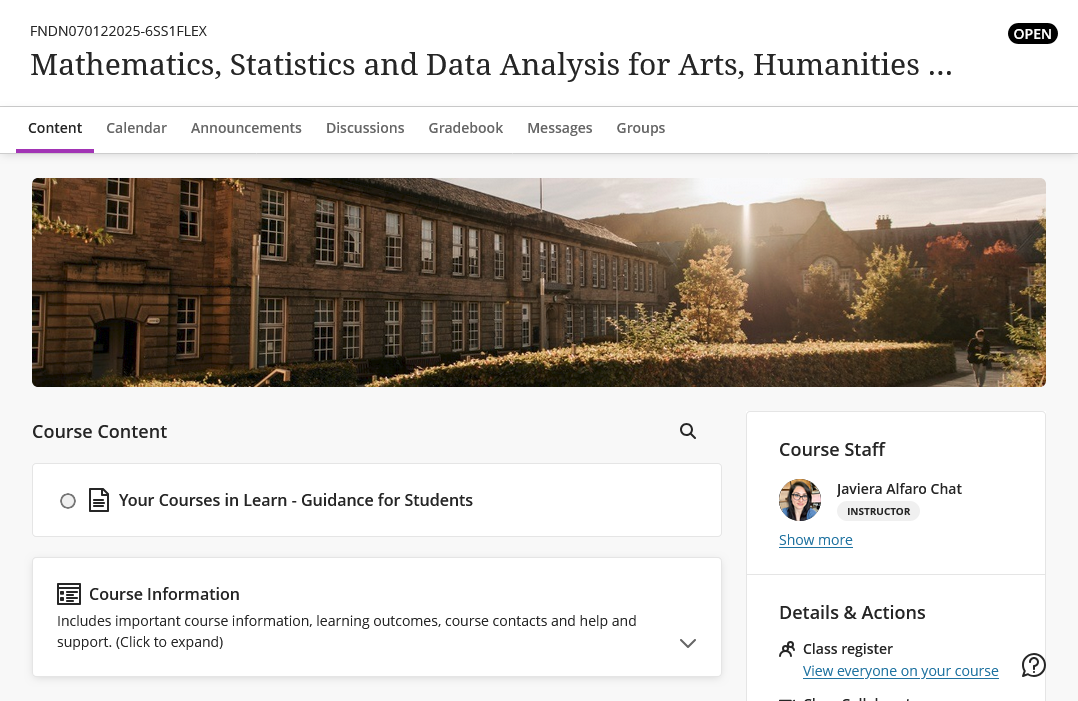 FNDN070122025-6SS1FLEX
OPEN
Mathematics, Statistics and Data Analysis for Arts, Humanities ...
Content
Calendar
Announcements
Discussions
Gradebook
Messages
Groups
Course Content
Your Courses in Learn - Guidance for Students
Course Information
Includes important course information, learning outcomes, course contacts and help and
support. (Click to expand)
Course Staff
Javiera Alfaro Chat
INSTRUCTOR
Show more
Details & Actions
Class register
View everyone on your course